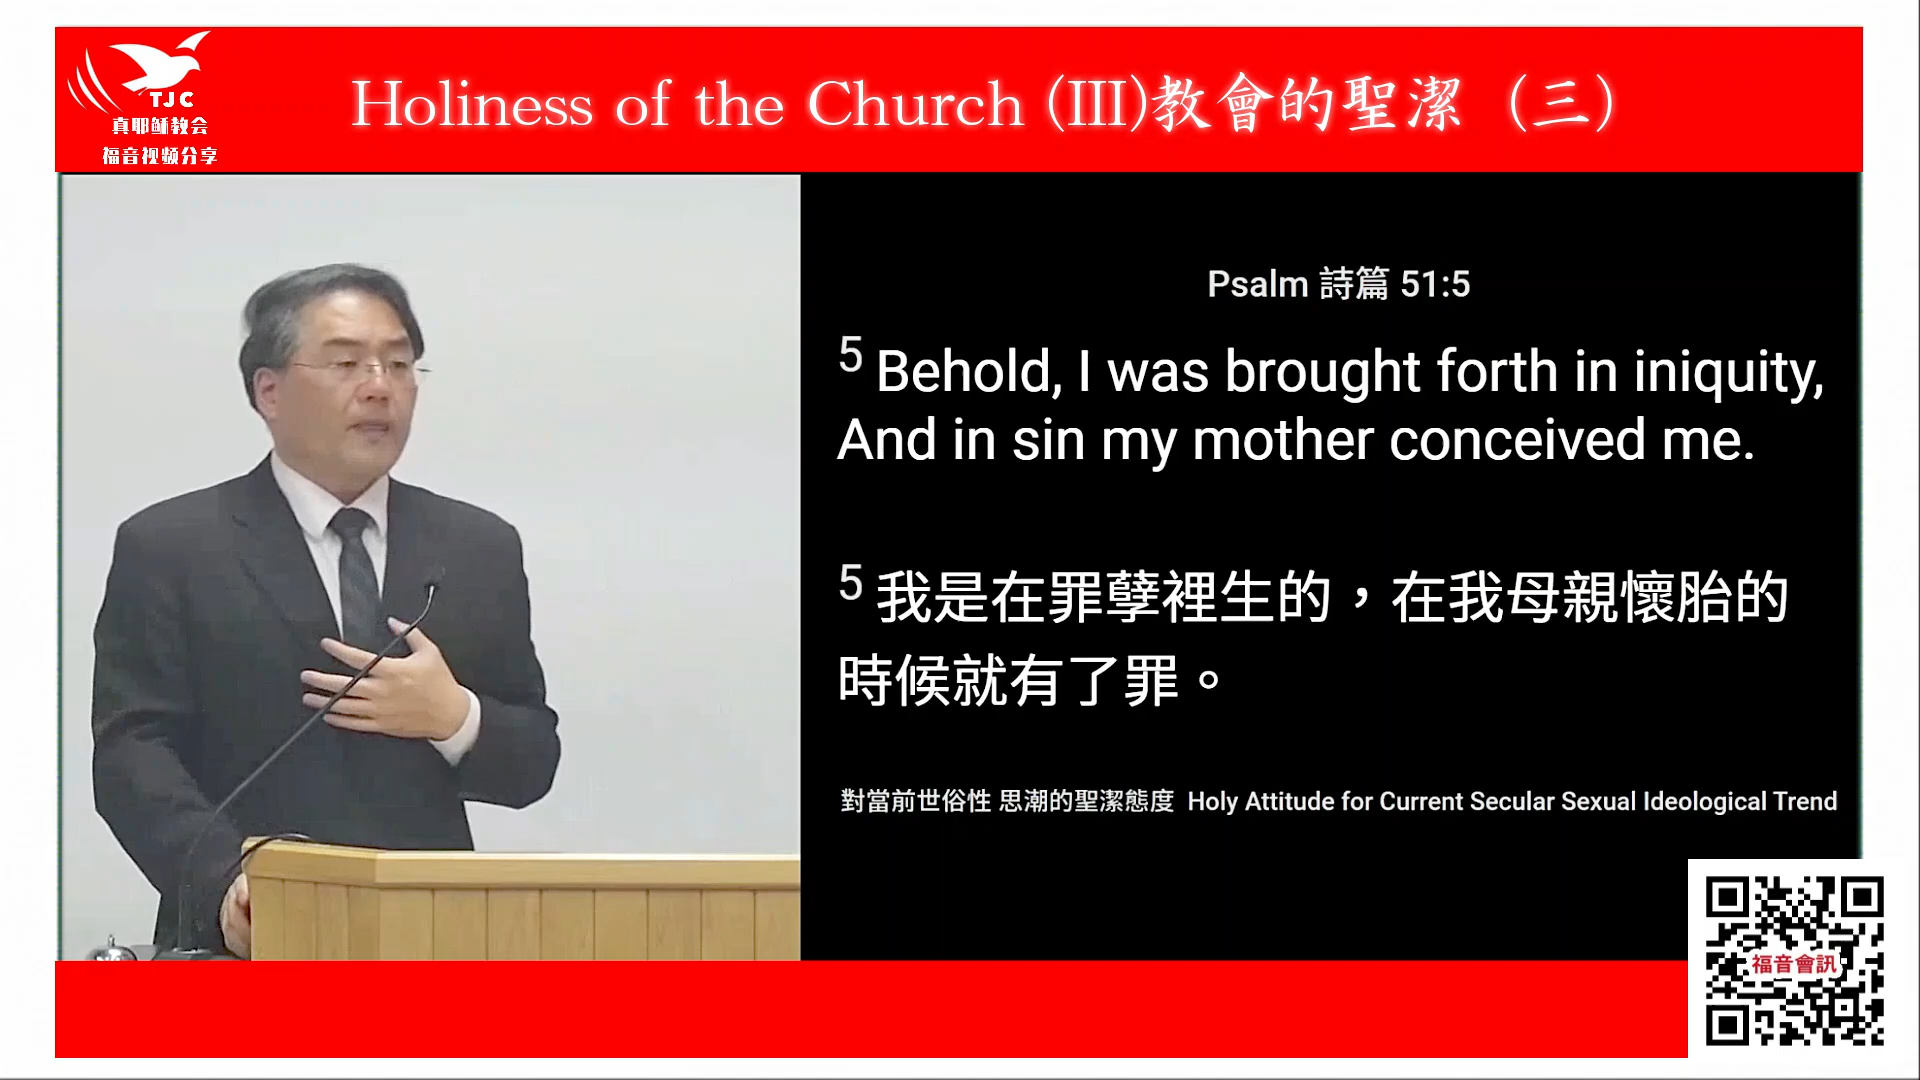 TJC
真耶稣教会
福音视频分享
Holiness of the Church (III)教會的聖潔（三）
Psalm 詩篇 51:5
5 Behold, I was brought forth in iniquity,
And in sin my mother conceived me.
5 我是在罪孽裡生的，在我母親懷胎的
時候就有了罪。
對當前世俗性 思潮的聖潔態度 Holy Attitude for Current Secular Sexual Ideological Trend
福音會訊